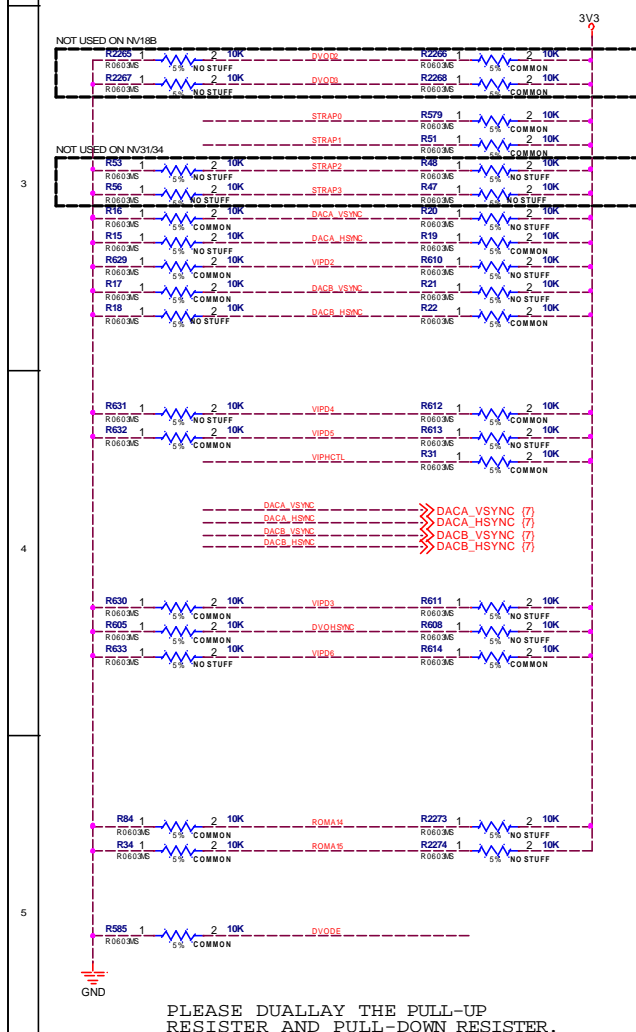 3V3
NOT USED ON NV18B
R2265 1 2 10K DVOD2 R2266 1 2 10K
R0603MS 5% NO STUFF R0603MS 5% COMMON
R2267 1 2 10K DVOD3 R2268 1 2 10K
R0603MS 5% NO STUFF R0603MS 5% COMMON
STRAP0 R579 1 2 10K
R0603MS 5% COMMON
STRAP1 R51 1 2 10K
R0603MS 5% COMMON
NOT USED ON NV31/34
R53 1 2 10K STRAP2 R48 1 2 10K
R0603MS 5% NO STUFF R0603MS 5% NO STUFF
3
R56 1 2 10K STRAP3 R47 1 2 10K
R0603MS 5% NO STUFF R0603MS 5% NO STUFF
R16 1 2 10K DACA_VSYNC R20 1 2 10K
R0603MS 5% COMMON R0603MS 5% NO STUFF
R15 1 2 10K DACA_HSYNC R19 1 2 10K
R0603MS 5% COMMON R0603MS 5% NO STUFF
R629 1 2 10K VIPD2 R610 1 2 10K
R0603MS 5% COMMON R0603MS 5% NO STUFF
R17 1 2 10K DACB_VSYNC R21 1 2 10K
R0603MS 5% COMMON R0603MS 5% NO STUFF
R18 1 2 10K DACB_HSYNC R22 1 2 10K
R0603MS 5% NO STUFF R0603MS 5% COMMON
R631 1 2 10K VIPD4 R612 1 2 10K
R0603MS 5% NO STUFF R0603MS 5% COMMON
R632 1 2 10K VIPD5 R613 1 2 10K
R0603MS 5% COMMON R0603MS 5% NO STUFF
VIPHCTL R31 1 2 10K
R0603MS 5% COMMON
DACA_VSYNC DACA_VSYNC {7}
DACA_HSYNC DACA_HSYNC {7}
DACB_VSYNC DACB_VSYNC {7}
DACB_HSYNC DACB_HSYNC {7}
4
R630 1 2 10K VIPD3 R611 1 2 10K
R0603MS 5% COMMON R0603MS 5% NO STUFF
R605 1 2 10K DVOHSYNC R608 1 2 10K
R0603MS 5% COMMON R0603MS 5% NO STUFF
R633 1 2 10K VIPD6 R614 1 2 10K
R0603MS 5% NO STUFF R0603MS 5% COMMON
R84 1 2 10K ROMA14 R2273 1 2 10K
R0603MS 5% COMMON R0603MS 5% NO STUFF
R34 1 2 10K ROMA15 R2274 1 2 10K
R0603MS 5% COMMON R0603MS 5% NO STUFF
5
R585 1 2 10K DVODE
R0603MS 5% COMMON
GND
PLEASE DUALLAY THE PULL-UP
RESISTER AND PULL-DOWN RESISTER.